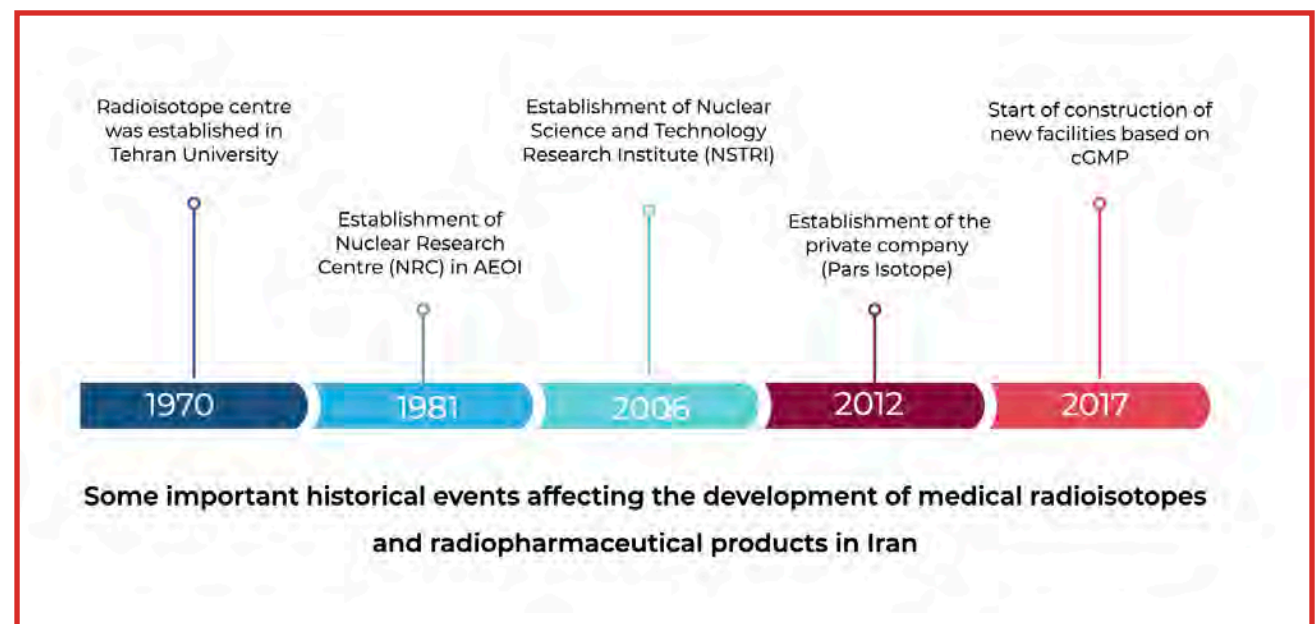 Radioisotope centre
was established in
Tehran University
Establishment of
Nuclear Research
Centre (NRC) in AEOI
Establishment of Nuclear
Science and Technology
Research Institute (NSTRI)
Establishment of the
private company
(Pars Isotope)
Start of construction of
new facilities based on
cGMP
1970
1981
2006
2012
2017
Some important historical events affecting the development of medical radioisotopes
and radiopharmaceutical products in Iran